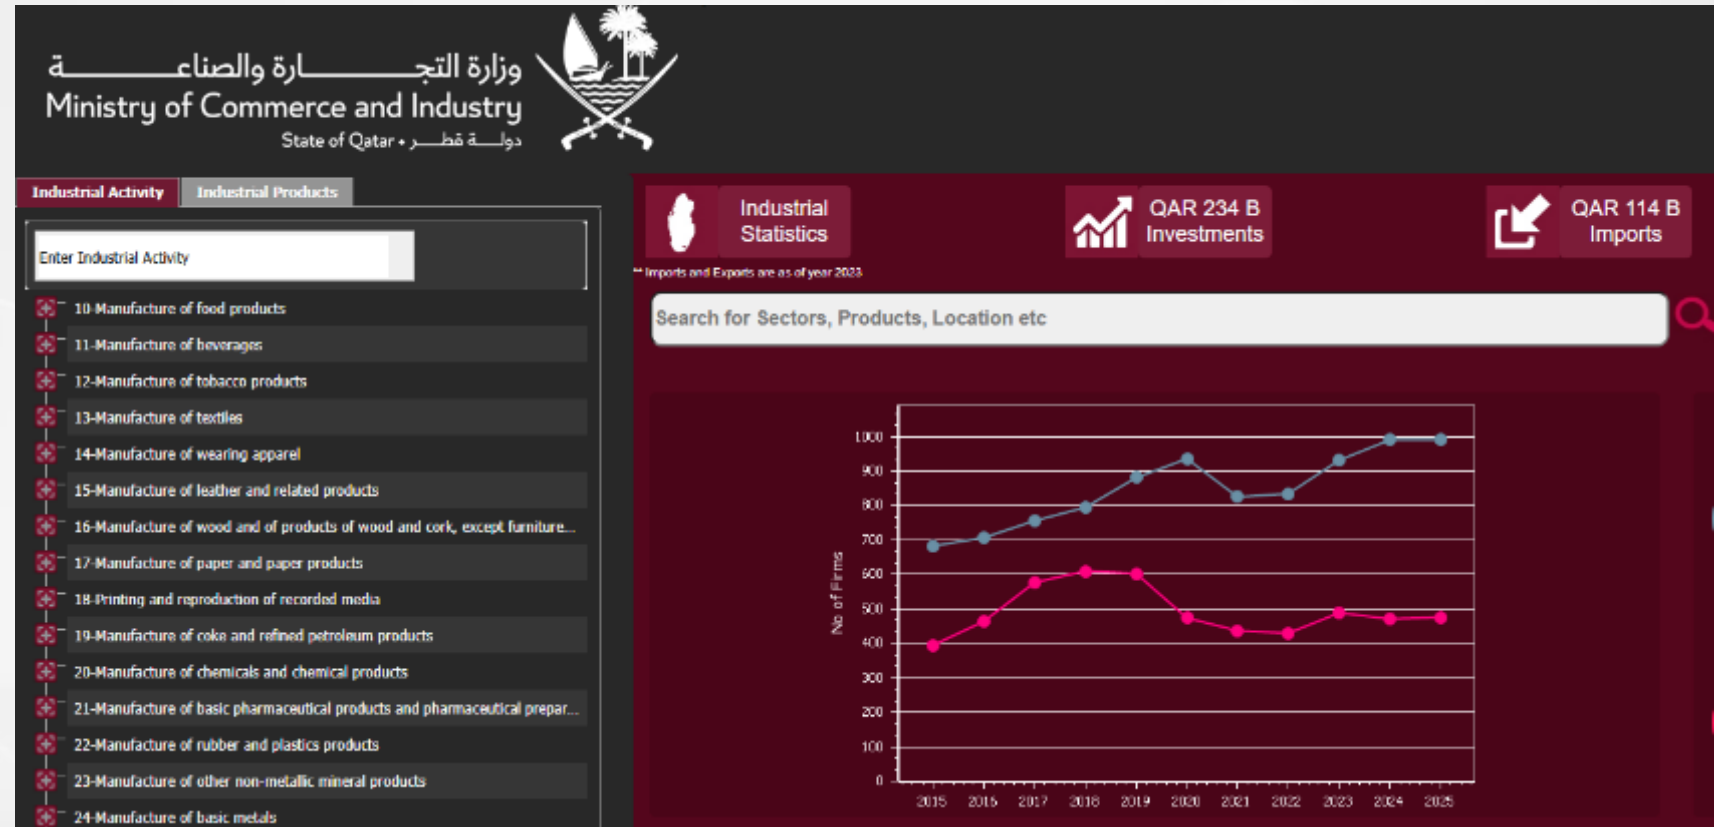 وزارة التجـــــــارة والصناعـــــــة
Ministry of Commerce and Industry
State of Qatar • دولــة قطــر
Industrial Activity
Industrial Products
Enter Industrial Activity
10-Manufacture of food products
11-Manufacture of beverages
12-Manufacture of tobacco products
13-Manufacture of textiles
14-Manufacture of wearing apparel
15-Manufacture of leather and related products
16-Manufacture of wood and of products of wood and cork, except furniture...
17-Manufacture of paper and paper products
18-Printing and reproduction of recorded media
19-Manufacture of coke and refined petroleum products
20-Manufacture of chemicals and chemical products
21-Manufacture of basic pharmaceutical products and pharmaceutical prepar...
22-Manufacture of rubber and plastics products
23-Manufacture of other non-metallic mineral products
24-Manufacture of basic metals
Industrial
Statistics
QAR 234 B
Investments
QAR 114 B
Imports
** Imports and Exports are as of year 2023
Search for Sectors, Products, Location etc
No of Firms
1000
900
800
700
600
500
400
300
200
100
0
2015 2016 2017 2018 2019 2020 2021 2022 2023 2024 2025